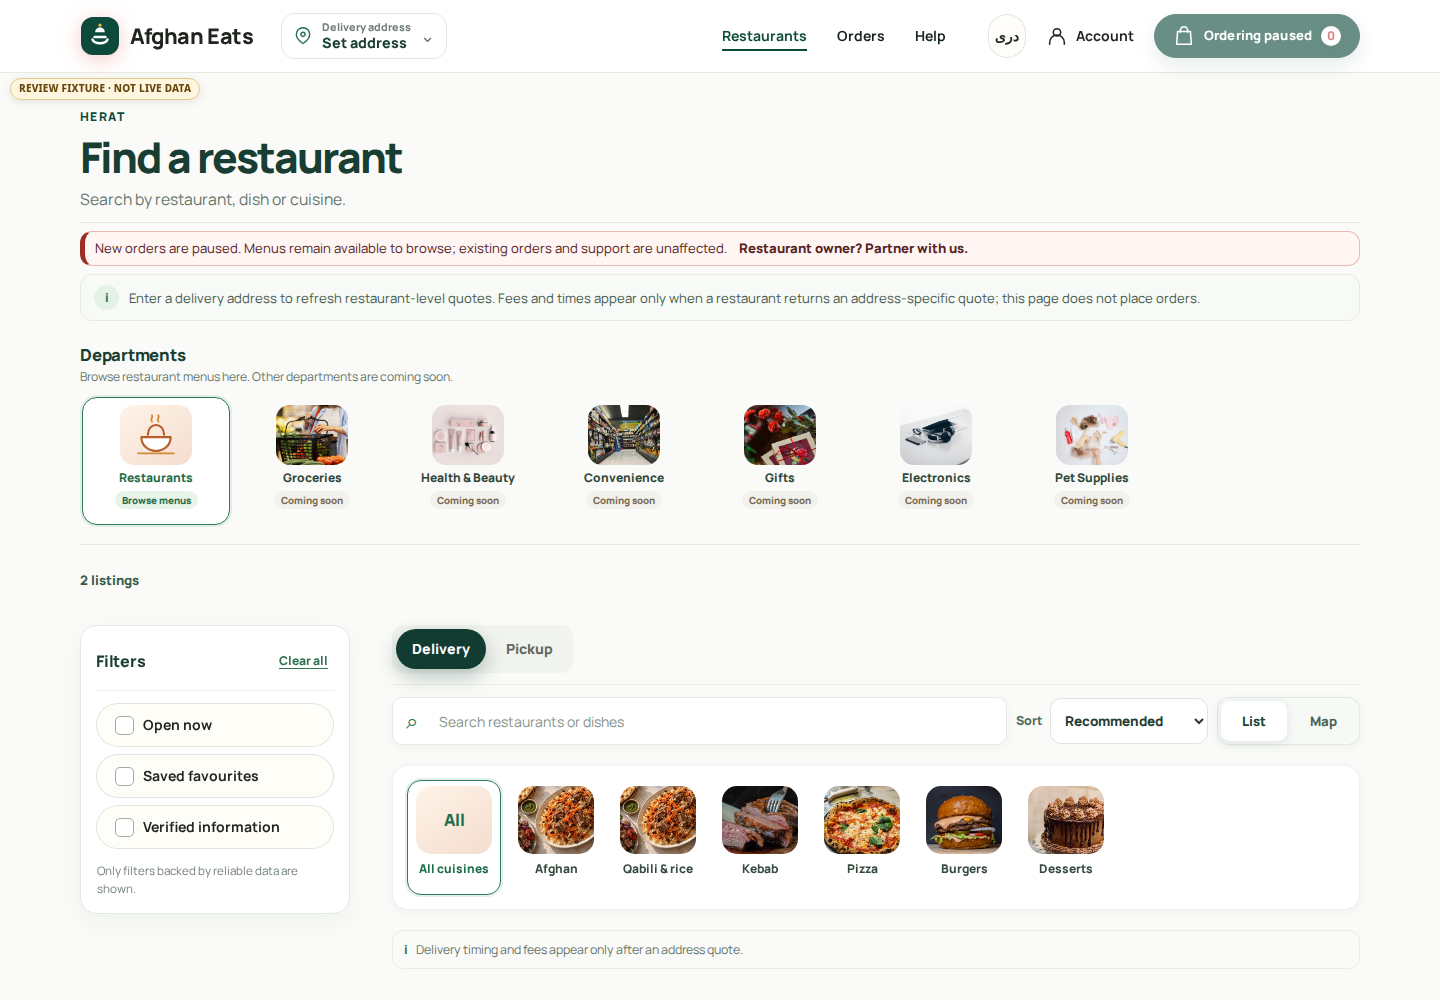 Afghan Eats
Delivery address
Set address
Restaurants
Orders
Help
دری
Account
Ordering paused 0
REVIEW FIXTURE · NOT LIVE DATA
HERAT
Find a restaurant
Search by restaurant, dish or cuisine.
New orders are paused. Menus remain available to browse; existing orders and support are unaffected. Restaurant owner? Partner with us.
i Enter a delivery address to refresh restaurant-level quotes. Fees and times appear only when a restaurant returns an address-specific quote; this page does not place orders.
Departments
Browse restaurant menus here. Other departments are coming soon.
Restaurants
Browse menus
Groceries
Coming soon
Health & Beauty
Coming soon
Convenience
Coming soon
Gifts
Coming soon
Electronics
Coming soon
Pet Supplies
Coming soon
2 listings
Filters
Clear all
Open now
Saved favourites
Verified information
Only filters backed by reliable data are
shown.
Delivery
Pickup
Search restaurants or dishes
Sort
Recommended
List
Map
All
All cuisines
Afghan
Qabili & rice
Kebab
Pizza
Burgers
Desserts
i Delivery timing and fees appear only after an address quote.